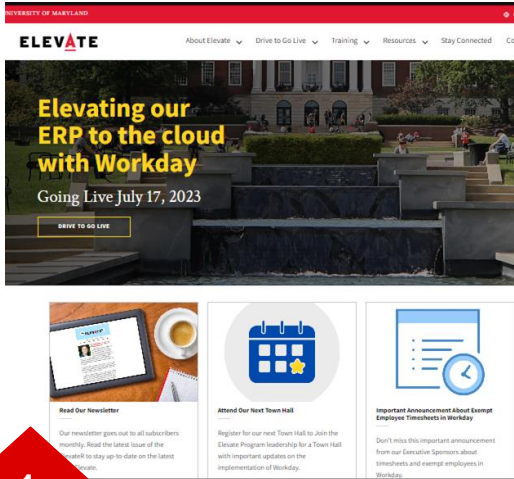 UNIVERSITY OF MARYLAND
ELEVATE
About Elevate
Drive to Go Live
Training
Resources
Stay Connected
Elevating our
ERP to the cloud
with Workday
Going Live July 17, 2023
DRIVE TO GO LIVE
Read Our Newsletter
Our newsletter goes out to all subscribers
monthly. Read the latest issue of the
ElevateR to stay up-to-date on the latest
Elevate.
Attend Our Next Town Hall
Register for our next Town Hall to Join the
Elevate Program leadership for a Town Hall
with important updates on the
implementation of Workday.
Important Announcement About Exempt
Employee Timesheets in Workday
Don't miss this important announcement
from our Executive Sponsors about
timesheets and exempt employees in
Workday.